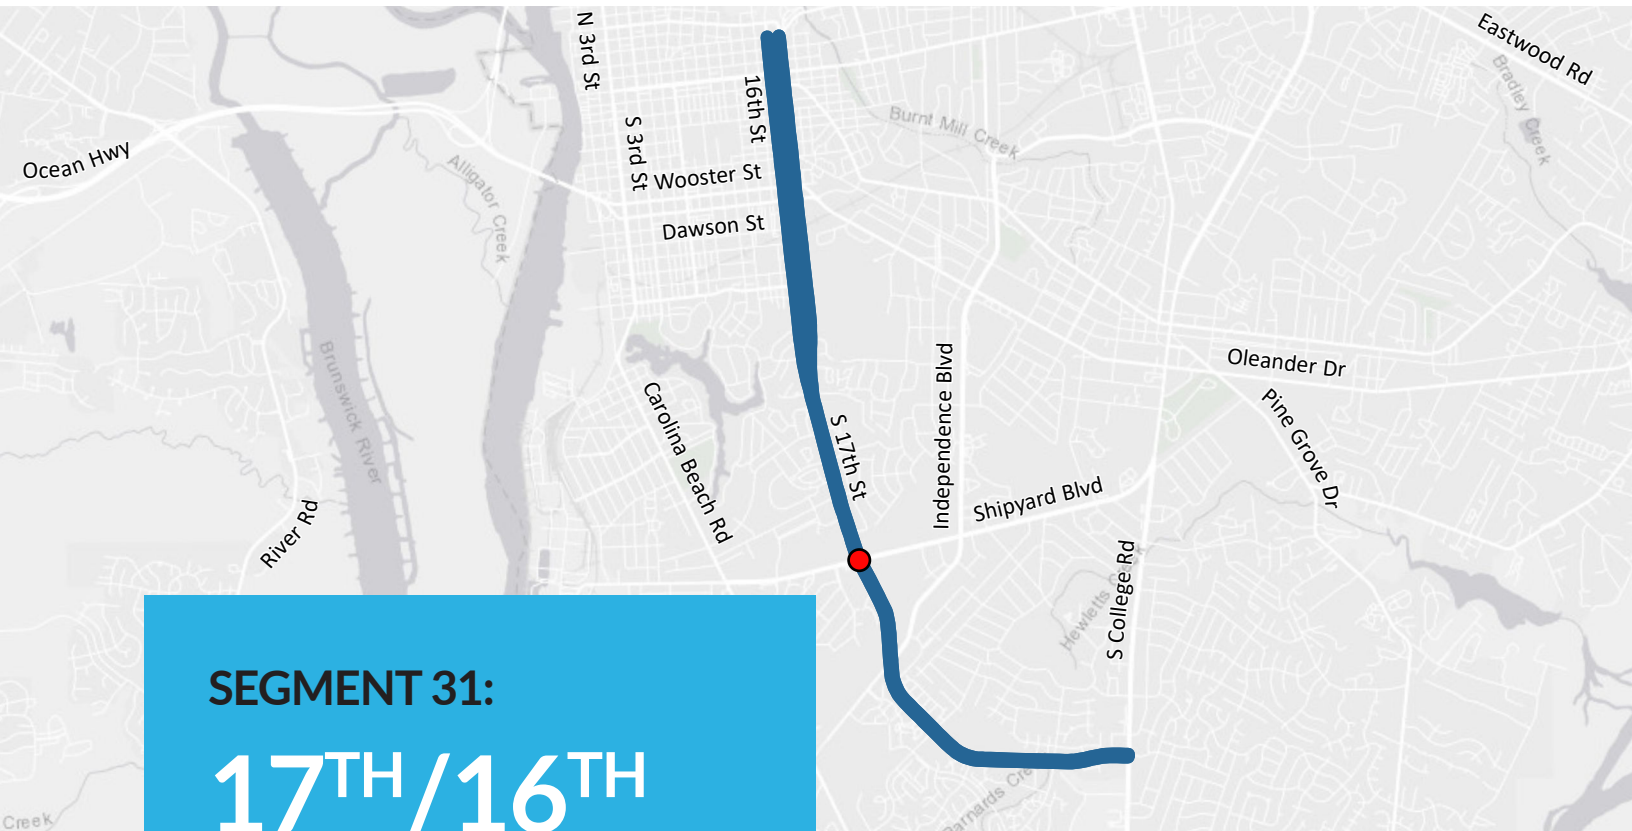 N 3rd St
Eastwood Rd
16th St
Bradley Creek
Burnt Mill Creek
S 3rd St
Ocean Hwy
Alligator Creek
Wooster St
Dawson St
Brunswick River
Independence Blvd
Oleander Dr
Carolina Beach Rd
Pine Grove Dr
S 17th St
Shipyard Blvd
River Rd
Hewletts Creek
S College Rd
SEGMENT 31:
17TH/16TH
Barnards Cre
Creek